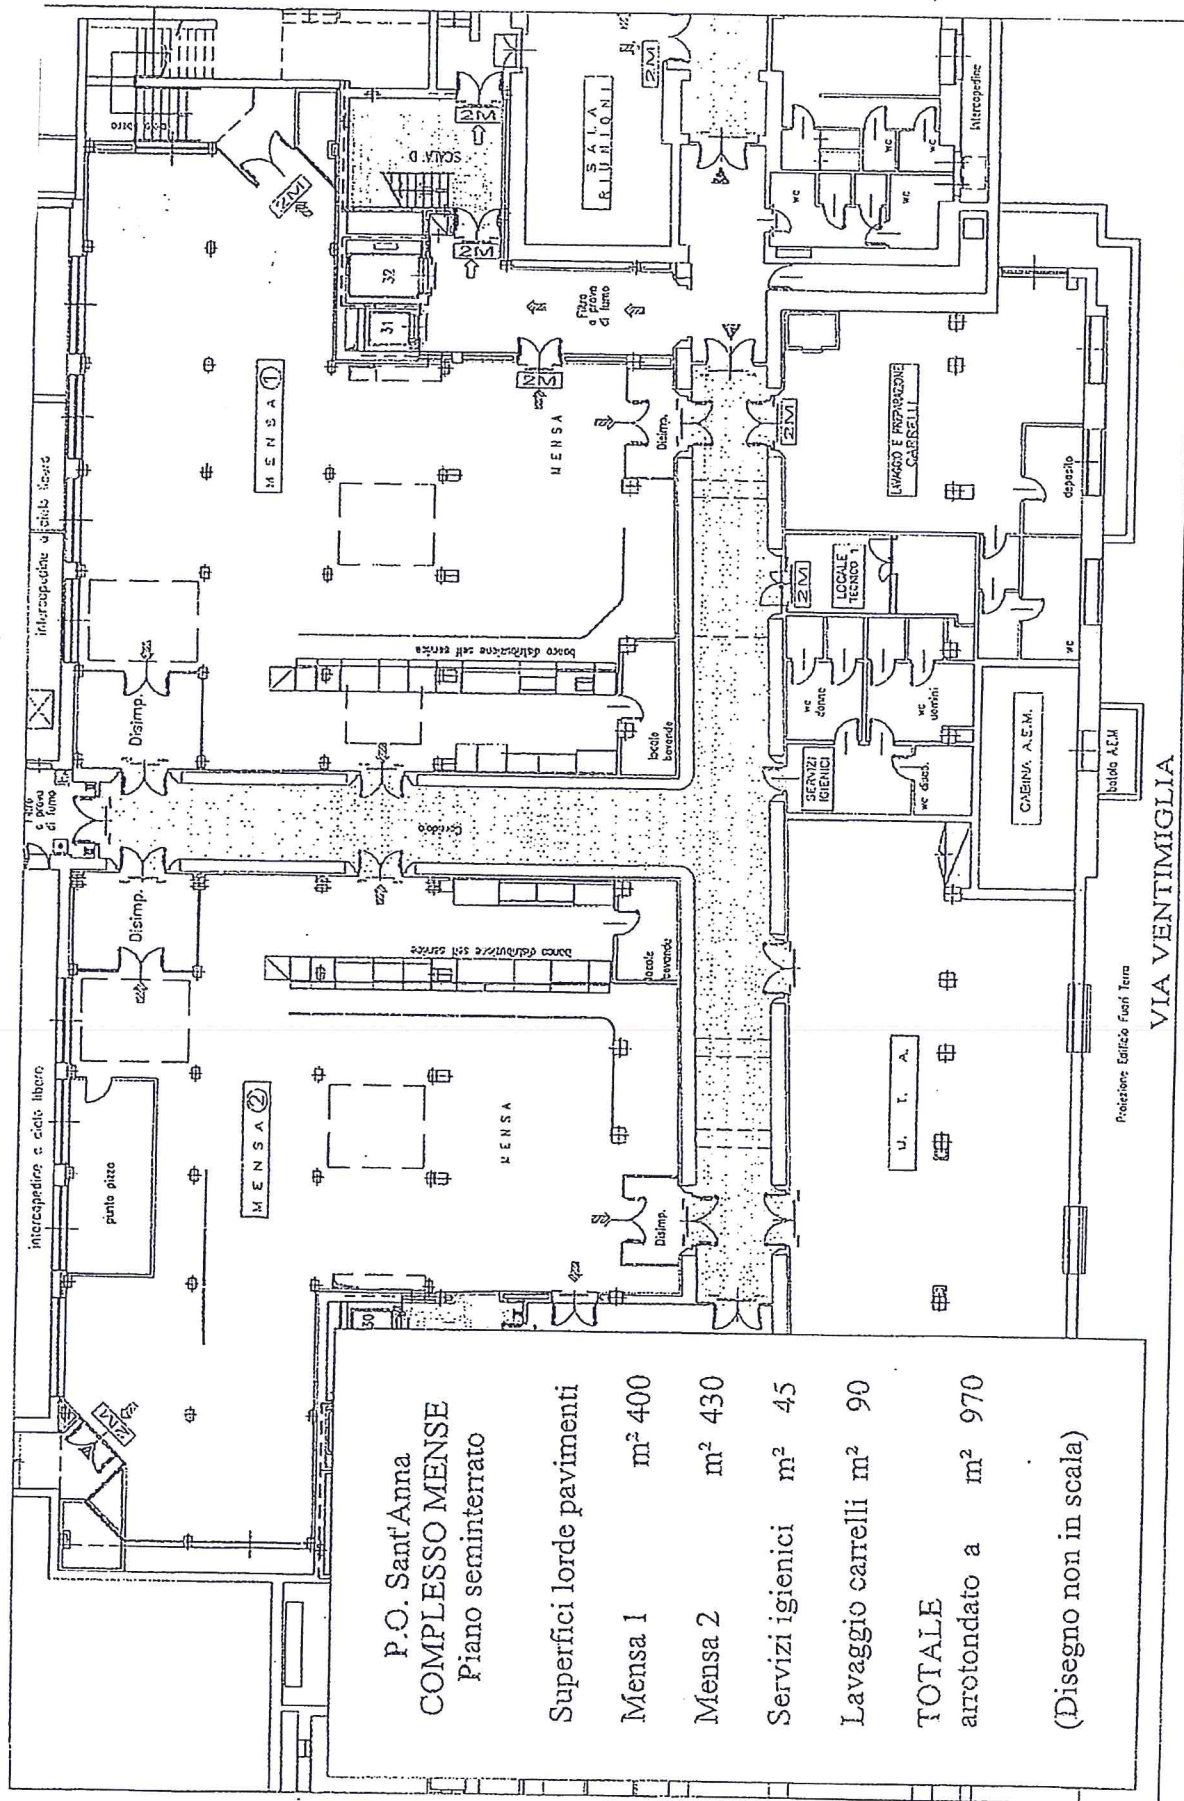 P.O. Sant'Anna
COMPLESSO MENSE
Piano seminterrato
Superfici lorde pavimenti
Mensa 1 m² 400
Mensa 2 m² 430
Servizi igienici m² 45
Lavaggio carrelli m² 90
TOTALE
arrotondato a m² 970
(Disegno non in scala)
intercapedine a cielo libero
punto pizza
MENSA ②
MENSA
Disimp.
Disimp.
banco distribuzione self service
locale
bevande
30
2M
U. T. A.
Proiezione Edificio Fuori Terra
VIA VENTIMIGLIA
a prova
di fumo
Corridoio
intercapedine a cielo libero
Disimp.
banco distribuzione self service
locale
bevande
MENSA ①
MENSA
Disimp.
2M
2M
31
32
SCALA D
2M
2M
Filtro
a prova
di fumo
SALA
RIUNIONI
2M
SERVIZI
IGIENICI
wc disab.
wc
donne
wc
uomini
2M
LOCALE
TECNICO 1
CABINA A.E.M.
botola A.E.M
wc
2M
LAVAGGIO E PREPARAZIONE
CARRELLI
deposito
wc
wc
wc
wc
Intercapedine